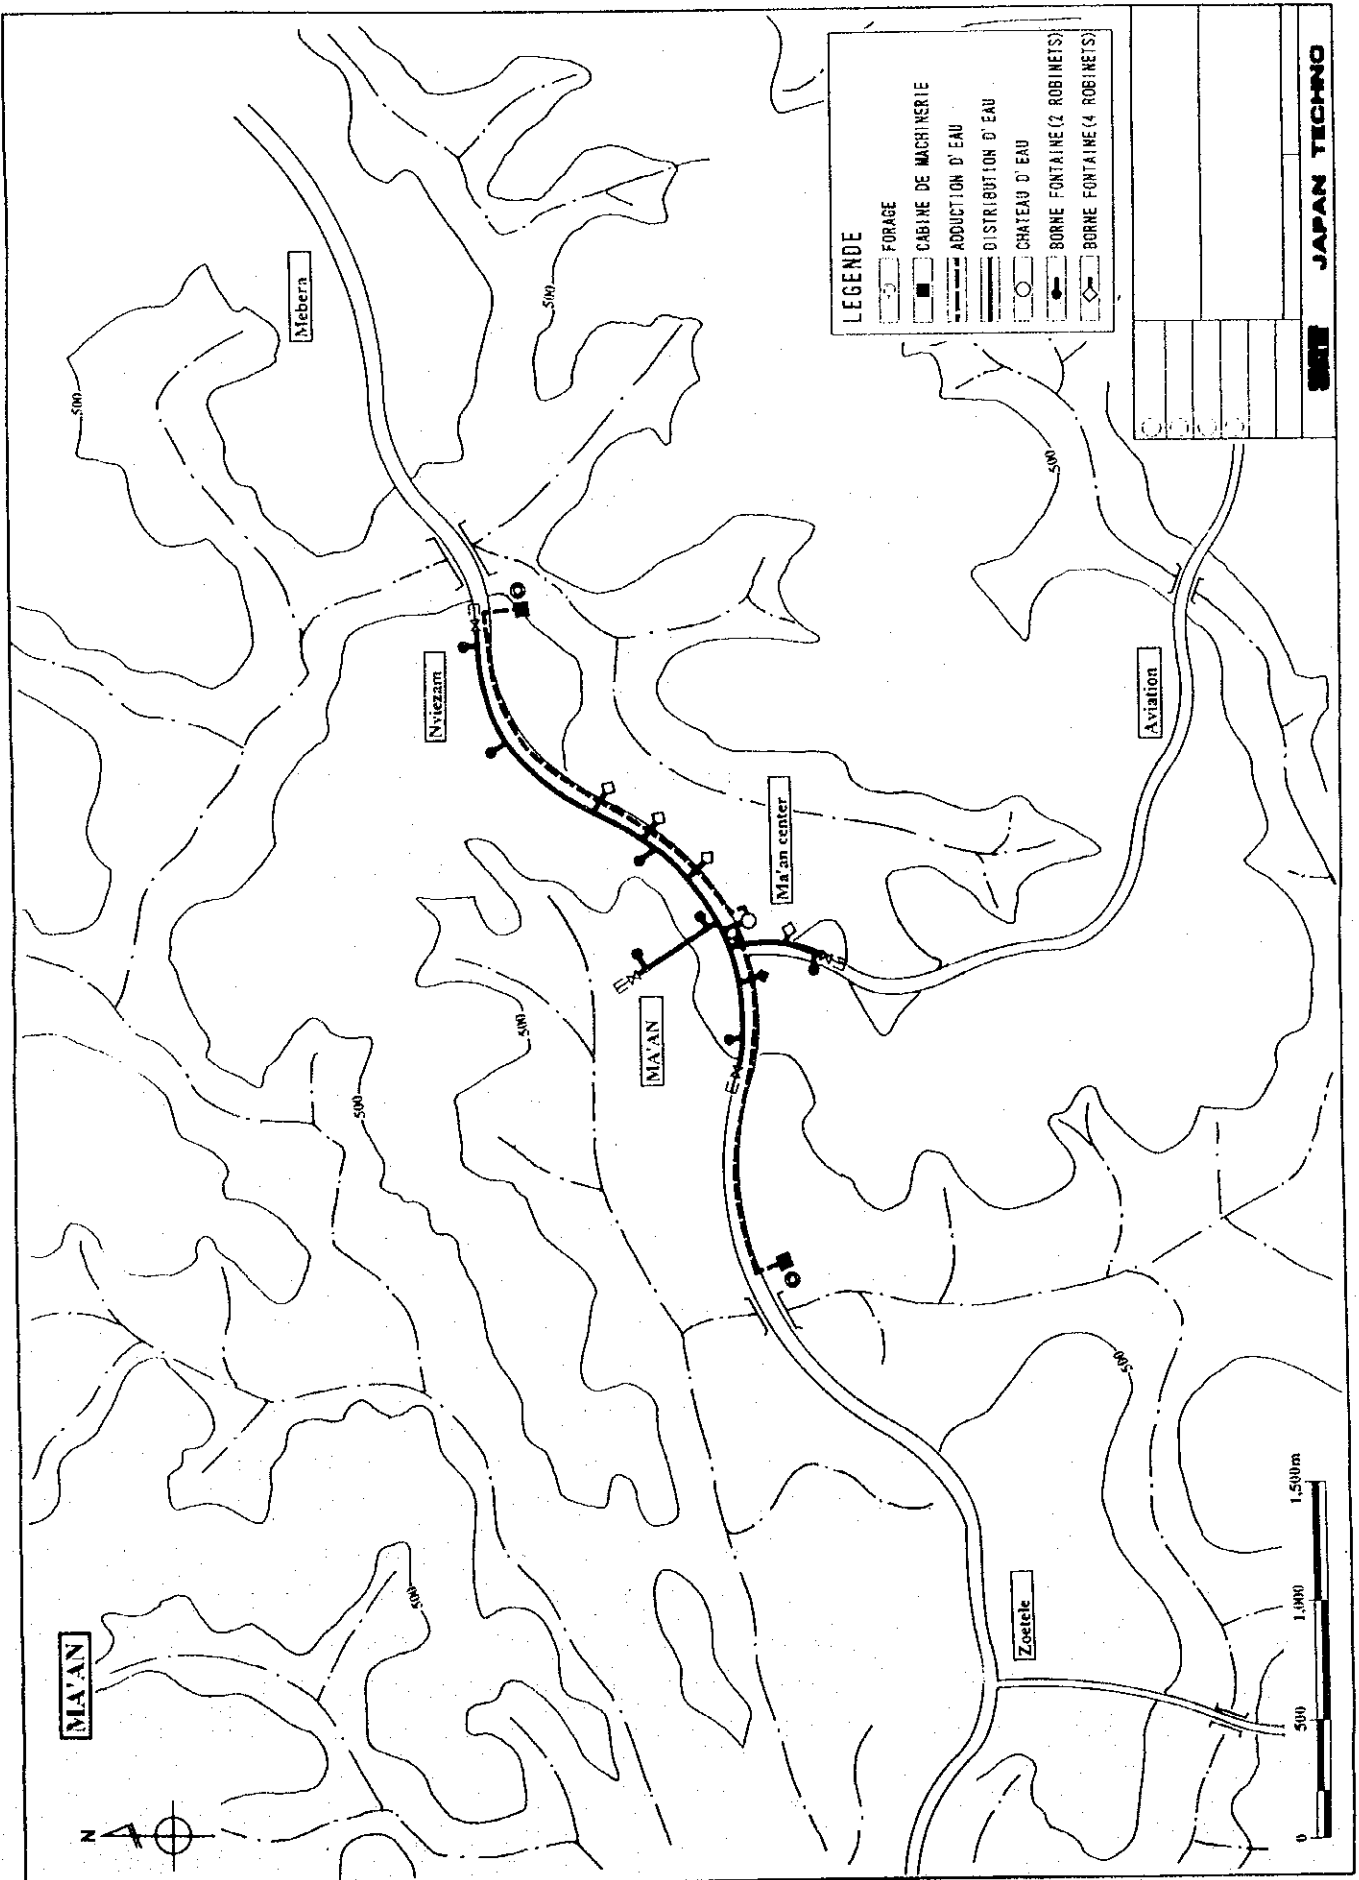 MA'AN
N
Mebera
Nviezam
MA'AN
Ma'an center
Aviation
Zoetele
500
500
500
500
500
500
500
LEGENDE
FORAGE
CABINE DE MACHINERIE
ADDUCTION D'EAU
DISTRIBUTION D'EAU
CHATEAU D'EAU
BORNE FONTAINE(2 ROBINETS)
BORNE FONTAINE(4 ROBINETS)
0 500 1,000 1,500m
JAPAN TECHNO